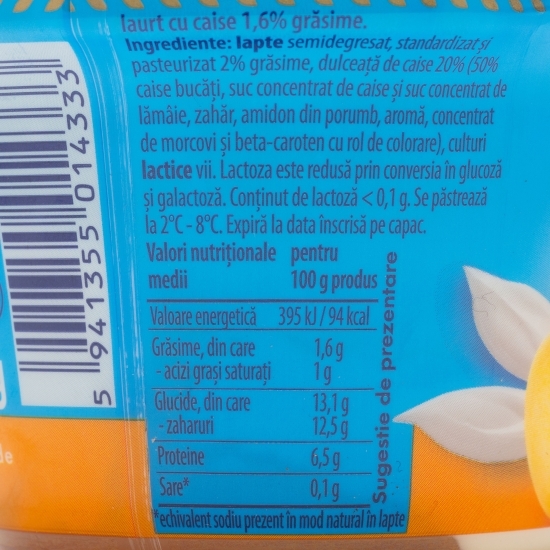 Iaurt cu caise 1,6% grăsime.
Ingrediente: lapte semidegresat, standardizat și
pasteurizat 2% grăsime, dulceață de caise 20% (50%
caise bucăți, suc concentrat de caise și suc concentrat de
lămâie, zahăr, amidon din porumb, aromă, concentrat
de morcovi și beta-caroten cu rol de colorare), culturi
lactice vii. Lactoza este redusă prin conversia în glucoză
și galactoză. Conținut de lactoză < 0,1 g. Se păstrează
la 2°C - 8°C. Expiră la data înscrisă pe capac.
Valori nutriționale pentru
medii 100 g produs
Valoare energetică 395 kJ / 94 kcal
Grăsime, din care 1,6 g
- acizi grași saturați 1 g
Glucide, din care 13,1 g
- zaharuri 12,5 g
Proteine 6,5 g
Sare* 0,1 g
*echivalent sodiu prezent în mod natural în lapte
Sugestie de prezentare
5 941355 014333